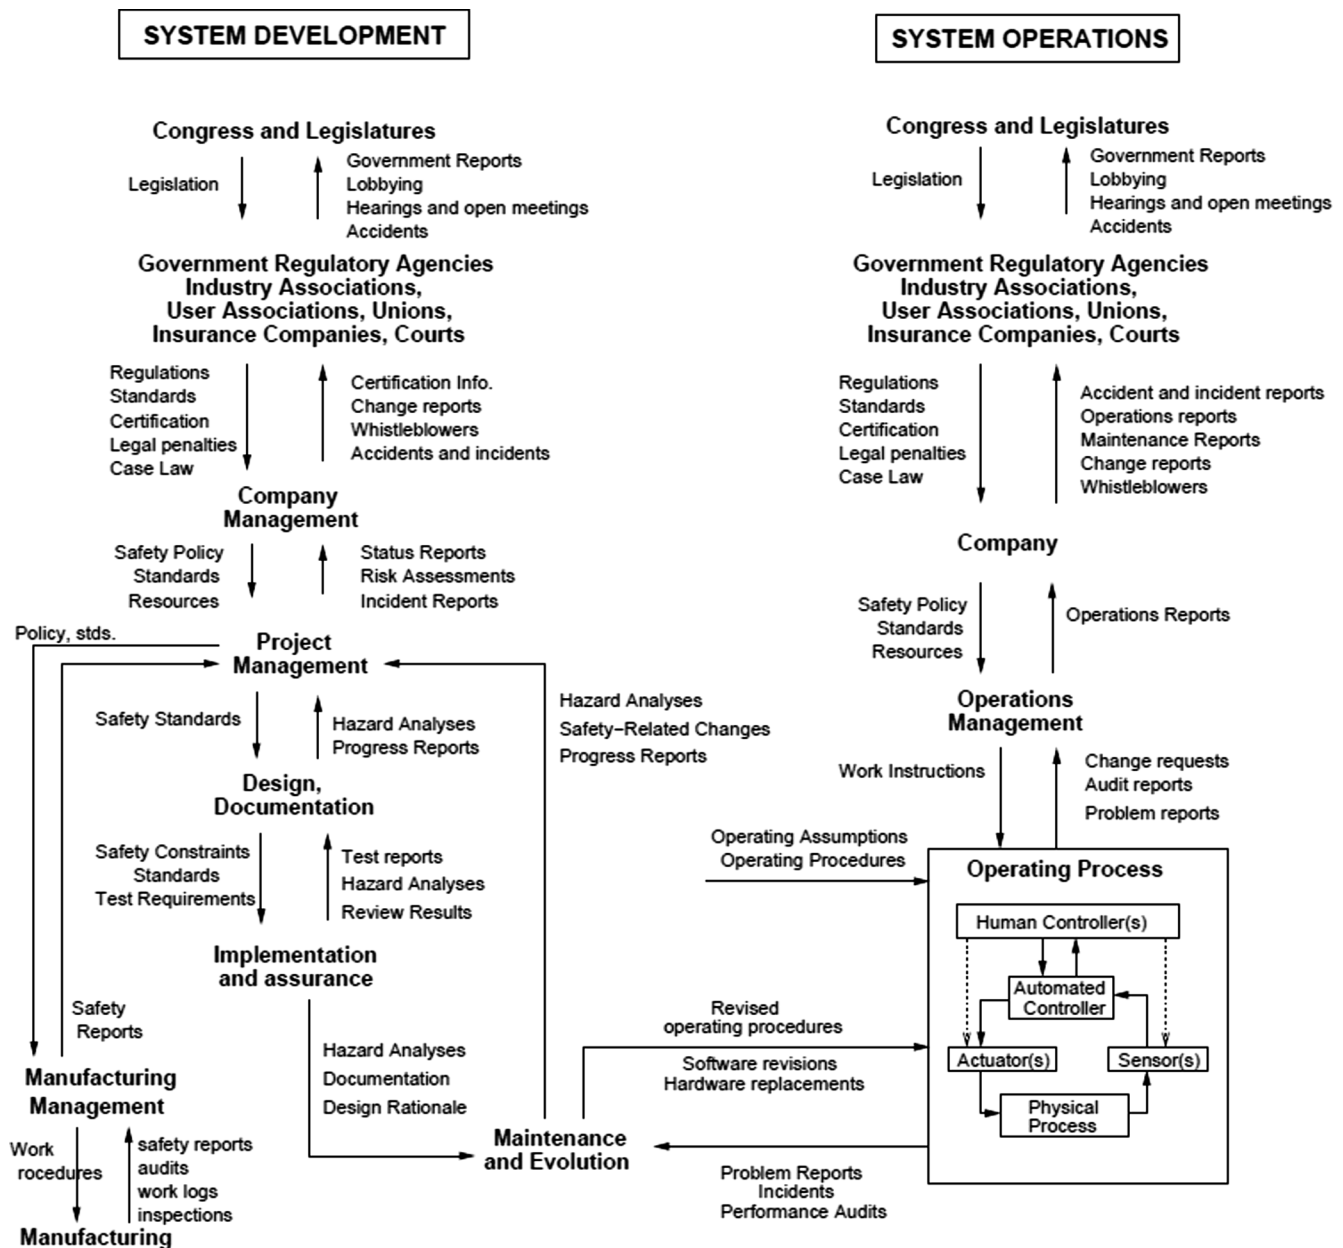 SYSTEM DEVELOPMENT
Congress and Legislatures
Legislation
Government Reports
Lobbying
Hearings and open meetings
Accidents
Government Regulatory Agencies
Industry Associations,
User Associations, Unions,
Insurance Companies, Courts
Regulations
Standards
Certification
Legal penalties
Case Law
Certification Info.
Change reports
Whistleblowers
Accidents and incidents
Company
Management
Safety Policy
Standards
Resources
Status Reports
Risk Assessments
Incident Reports
Policy, stds.
Project
Management
Safety Standards
Hazard Analyses
Progress Reports
Hazard Analyses
Safety-Related Changes
Progress Reports
Design,
Documentation
Safety Constraints
Standards
Test Requirements
Test reports
Hazard Analyses
Review Results
Implementation
and assurance
Safety
Reports
Hazard Analyses
Documentation
Design Rationale
Manufacturing
Management
Work
rocedures
safety reports
audits
work logs
inspections
Manufacturing
Maintenance
and Evolution
SYSTEM OPERATIONS
Congress and Legislatures
Legislation
Government Reports
Lobbying
Hearings and open meetings
Accidents
Government Regulatory Agencies
Industry Associations,
User Associations, Unions,
Insurance Companies, Courts
Regulations
Standards
Certification
Legal penalties
Case Law
Accident and incident reports
Operations reports
Maintenance Reports
Change reports
Whistleblowers
Company
Safety Policy
Standards
Resources
Operations Reports
Operations
Management
Work Instructions
Change requests
Audit reports
Problem reports
Operating Assumptions
Operating Procedures
Operating Process
Human Controller(s)
Automated
Controller
Actuator(s)
Sensor(s)
Physical
Process
Revised
operating procedures
Software revisions
Hardware replacements
Problem Reports
Incidents
Performance Audits